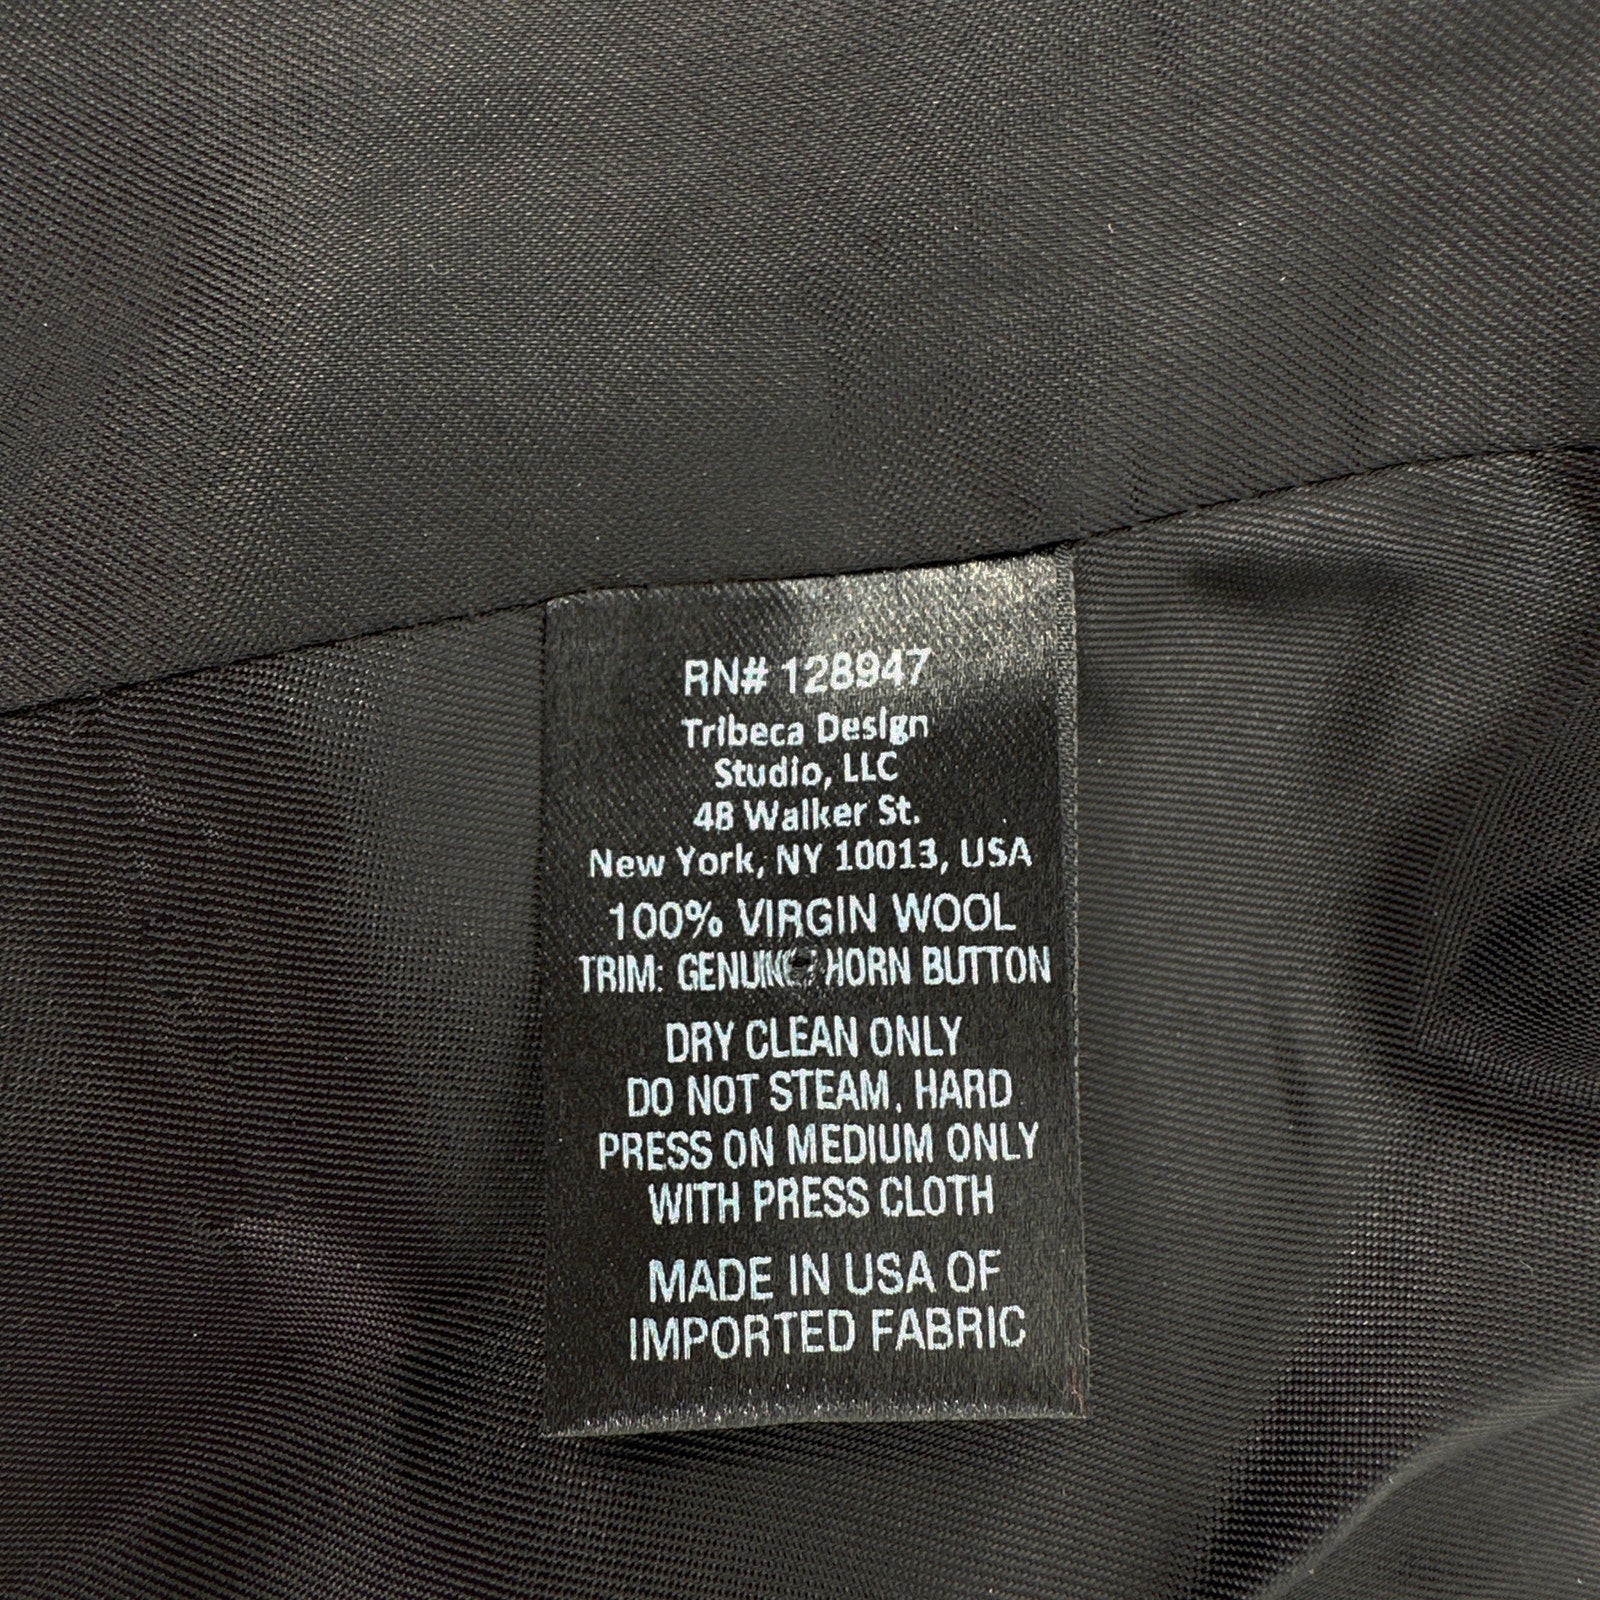 RN# 128947
Tribeca Design
Studio, LLC
48 Walker St.
New York, NY 10013, USA
100% VIRGIN WOOL
TRIM: GENUINE HORN BUTTON
DRY CLEAN ONLY
DO NOT STEAM, HARD
PRESS ON MEDIUM ONLY
WITH PRESS CLOTH
MADE IN USA OF
IMPORTED FABRIC